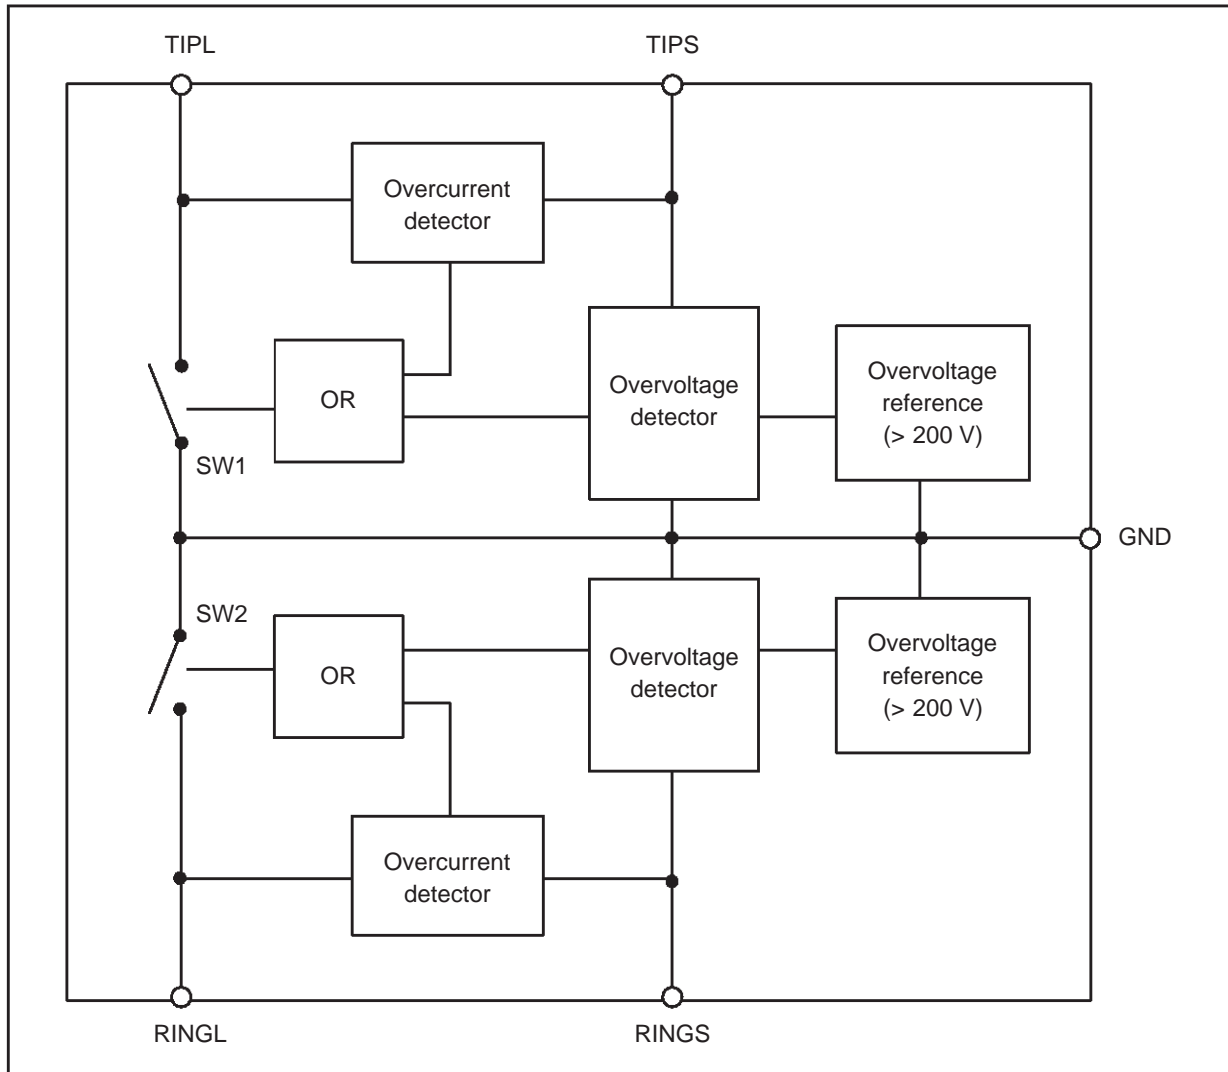 TIPL
TIPS
Overcurrent
detector
OR
Overvoltage
detector
Overvoltage
reference
(> 200 V)
SW1
GND
SW2
OR
Overvoltage
detector
Overvoltage
reference
(> 200 V)
Overcurrent
detector
RINGL
RINGS